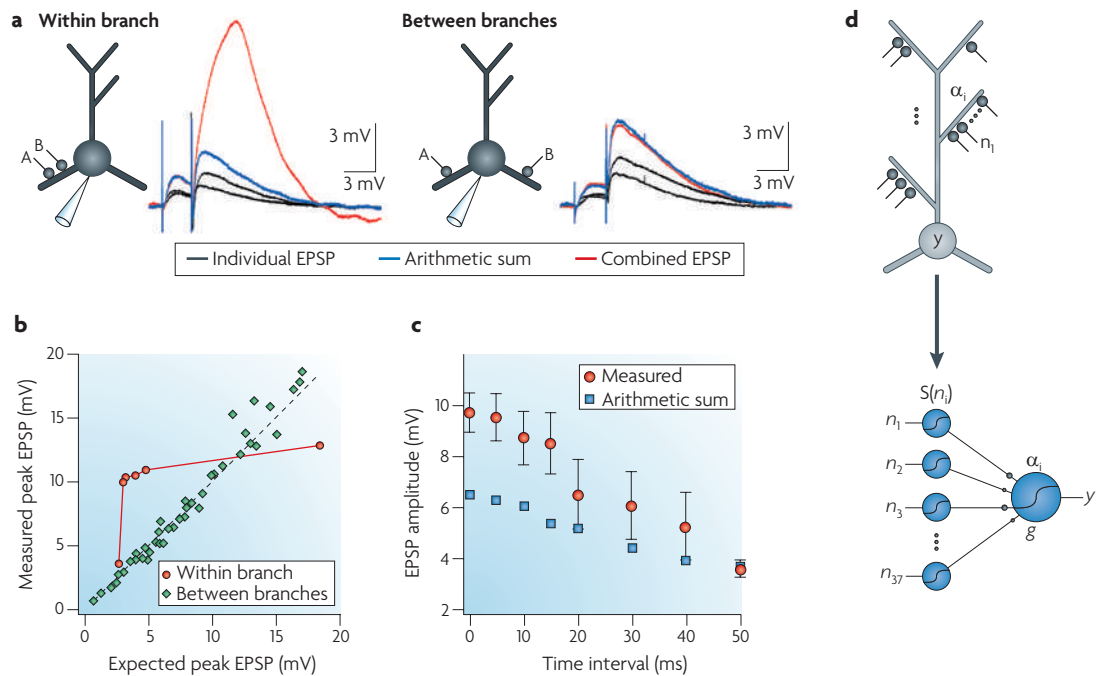 a Within branch
A
B
3 mV
3 mV
Between branches
A
B
3 mV
3 mV
Individual EPSP
Arithmetic sum
Combined EPSP
b
Measured peak EPSP (mV)
20
15
10
5
0
0 5 10 15 20
Expected peak EPSP (mV)
Within branch
Between branches
c
EPSP amplitude (mV)
10
8
6
4
2
0 10 20 30 40 50
Time interval (ms)
Measured
Arithmetic sum
d
αi
n1
y
S(ni)
n1
n2
n3
n37
αi
g
y